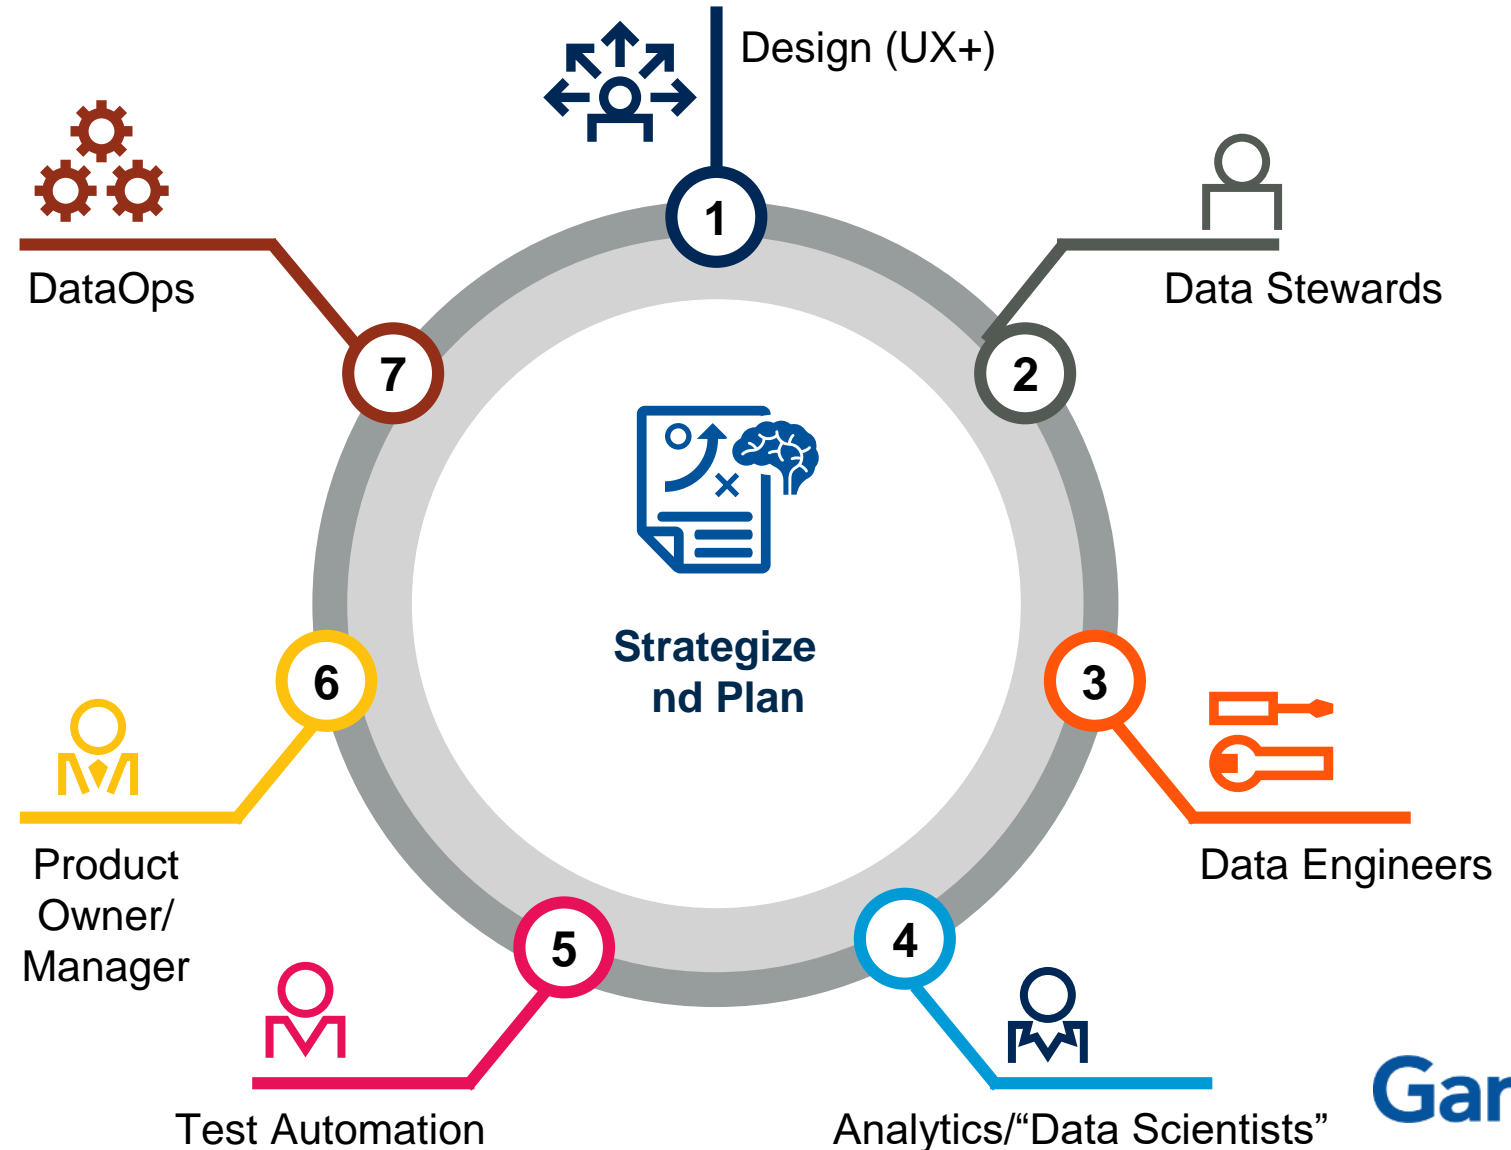 Design (UX+)
1
Data Stewards
2
3
Data Engineers
4
Analytics/“Data Scientists”
5
Test Automation
6
Product
Owner/
Manager
7
DataOps
Strategize
nd Plan
Gar